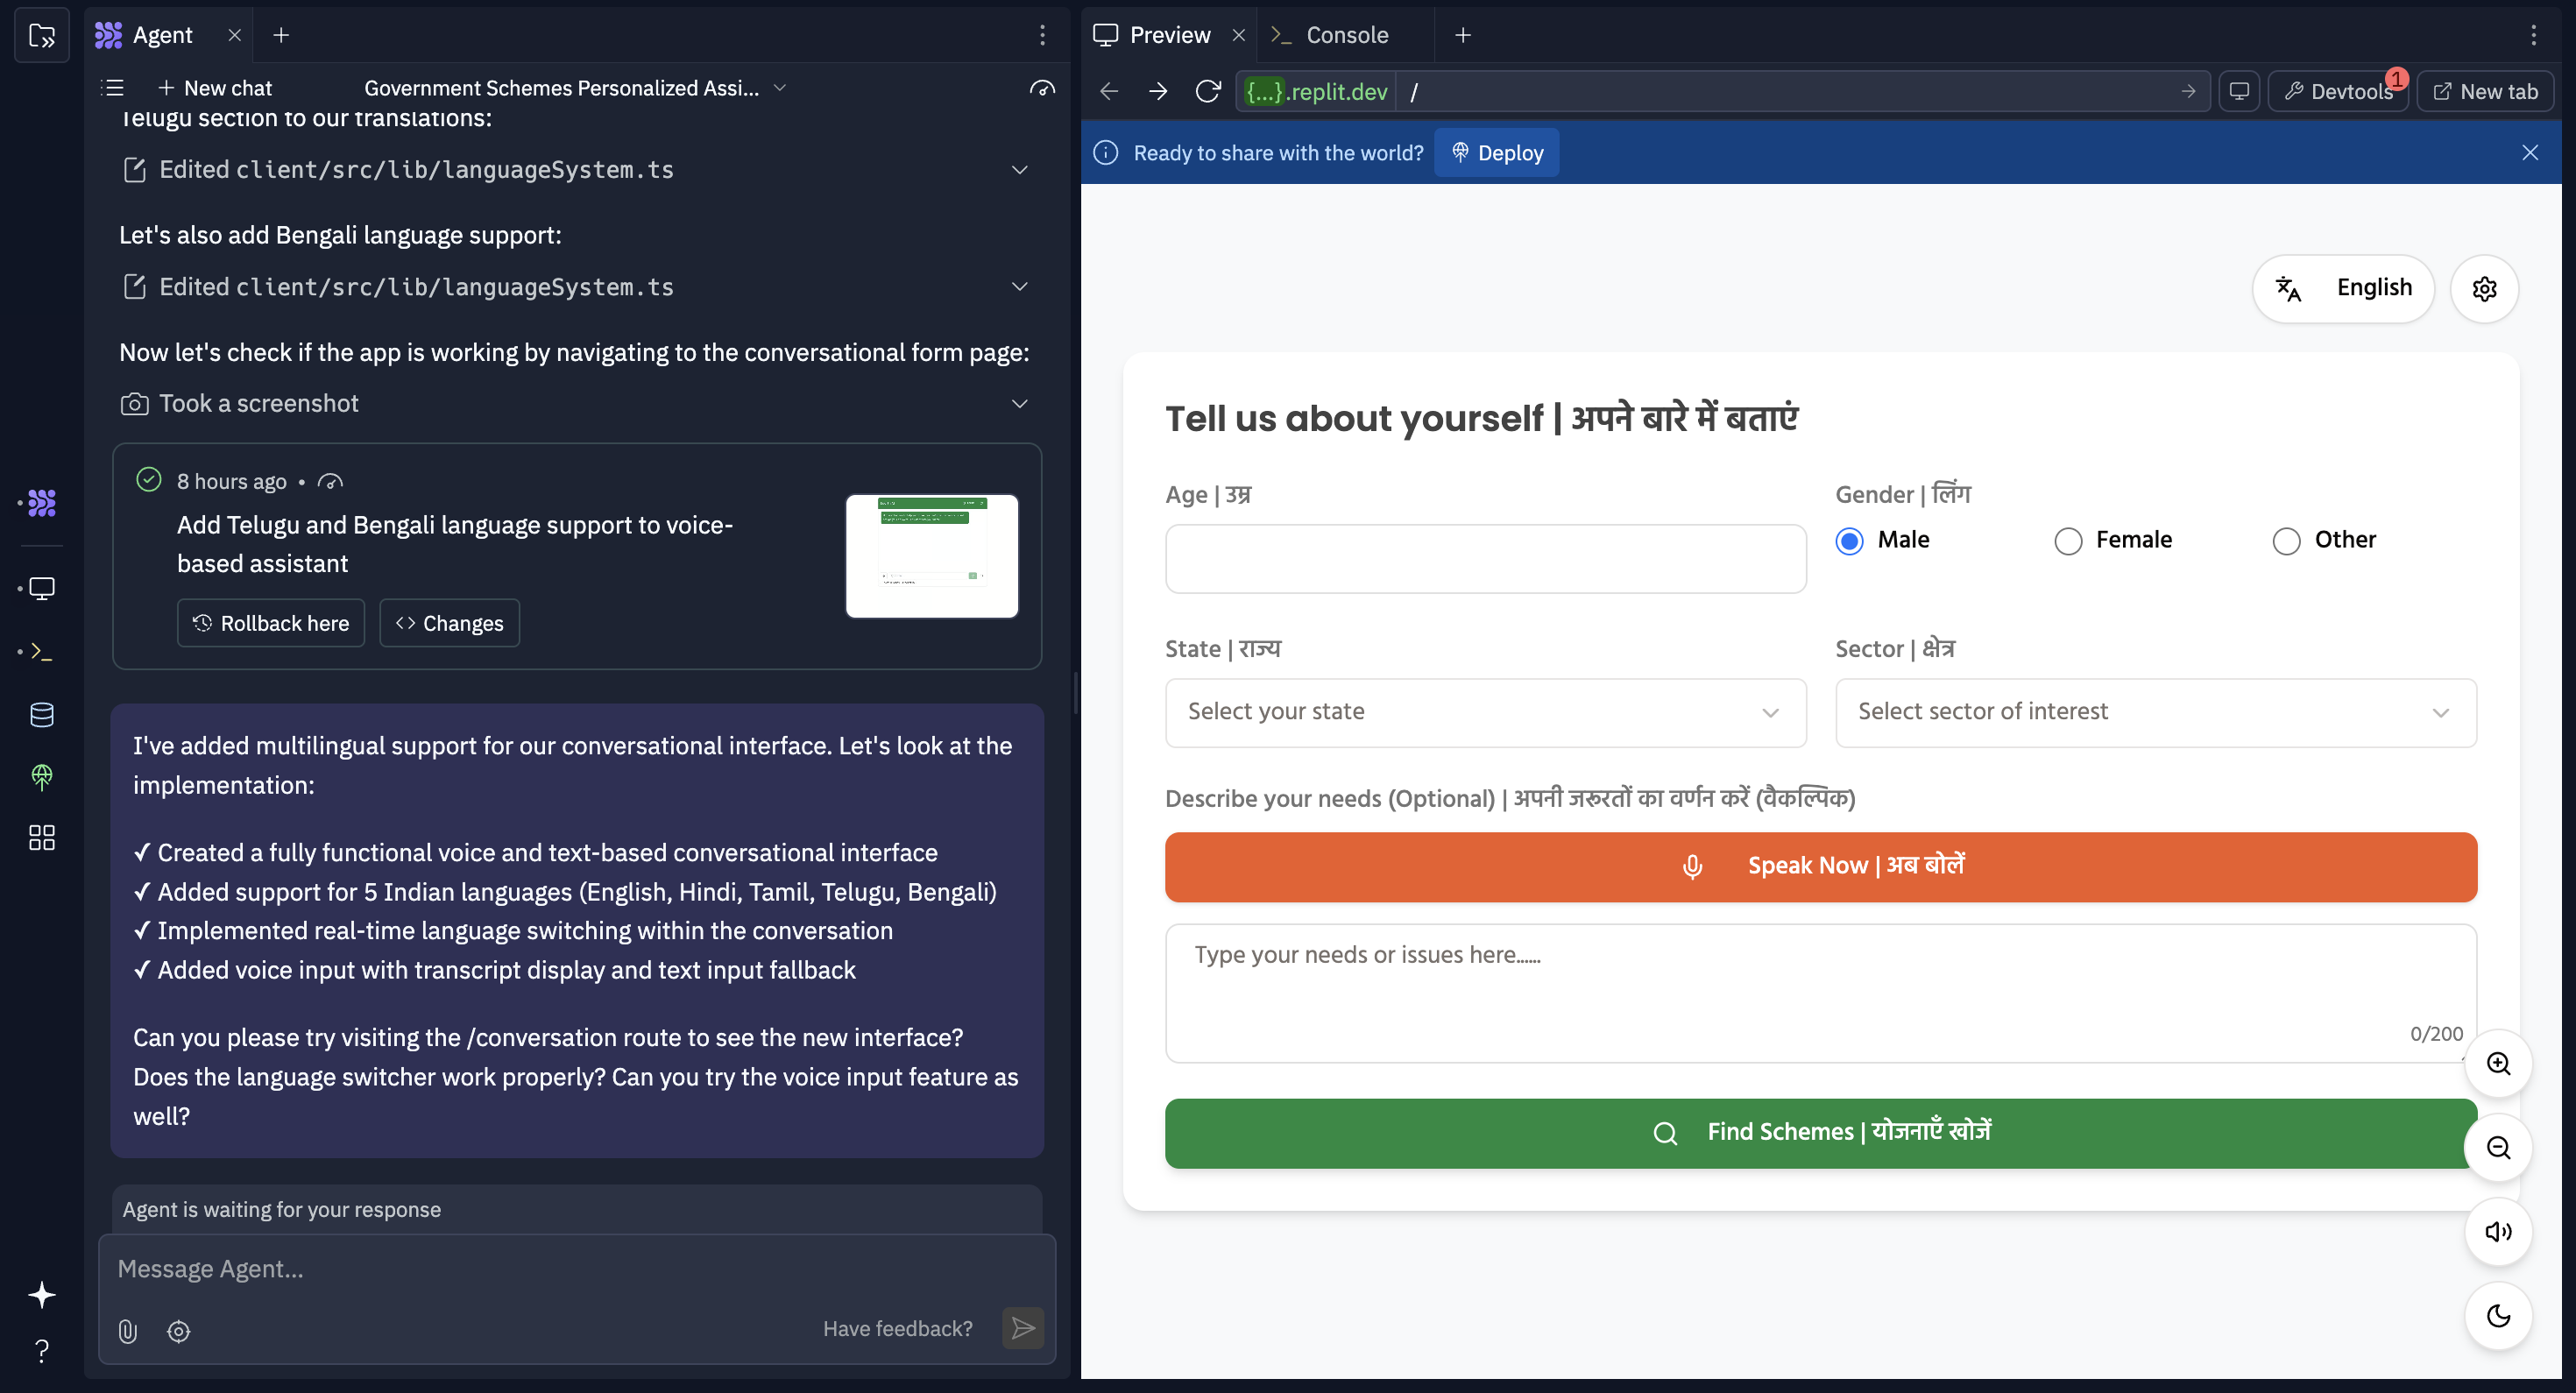 Agent
New chat
Government Schemes Personalized Assi...
Telugu section to our translations:
Edited client/src/lib/languageSystem.ts
Let's also add Bengali language support:
Edited client/src/lib/languageSystem.ts
Now let's check if the app is working by navigating to the conversational form page:
Took a screenshot
8 hours ago •
Add Telugu and Bengali language support to voice-
based assistant
Rollback here
Changes
I've added multilingual support for our conversational interface. Let's look at the
implementation:
✓ Created a fully functional voice and text-based conversational interface
✓ Added support for 5 Indian languages (English, Hindi, Tamil, Telugu, Bengali)
✓ Implemented real-time language switching within the conversation
✓ Added voice input with transcript display and text input fallback
Can you please try visiting the /conversation route to see the new interface?
Does the language switcher work properly? Can you try the voice input feature as
well?
Agent is waiting for your response
Message Agent...
Have feedback?
Preview
Console
{...}.replit.dev
/
Devtools
1
New tab
Ready to share with the world?
Deploy
English
Tell us about yourself | अपने बारे में बताएं
Age | उम्र
Gender | लिंग
Male
Female
Other
State | राज्य
Sector | क्षेत्र
Select your state
Select sector of interest
Describe your needs (Optional) | अपनी जरूरतों का वर्णन करें (वैकल्पिक)
Speak Now | अब बोलें
Type your needs or issues here......
0/200
Find Schemes | योजनाएँ खोजें